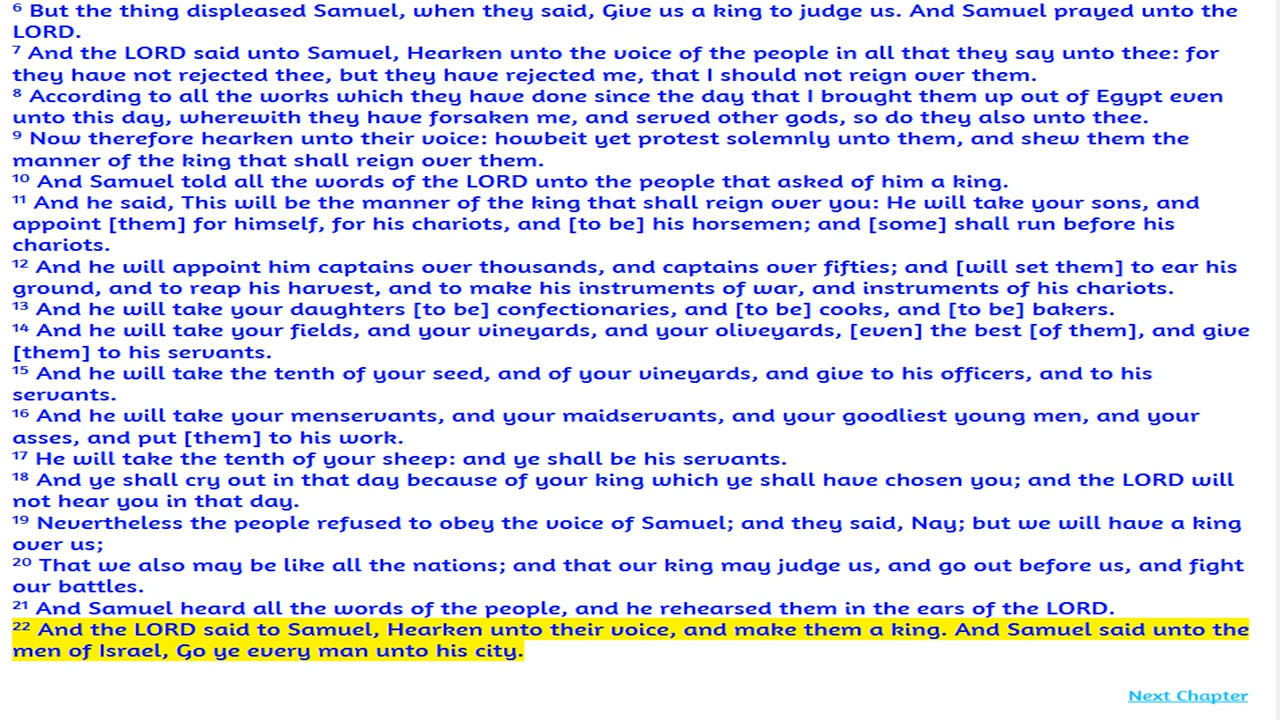 ⁶ But the thing displeased Samuel, when they said, Give us a king to judge us. And Samuel prayed unto the
LORD.
⁷ And the LORD said unto Samuel, Hearken unto the voice of the people in all that they say unto thee: for
they have not rejected thee, but they have rejected me, that I should not reign over them.
⁸ According to all the works which they have done since the day that I brought them up out of Egypt even
unto this day, wherewith they have forsaken me, and served other gods, so do they also unto thee.
⁹ Now therefore hearken unto their voice: howbeit yet protest solemnly unto them, and shew them the
manner of the king that shall reign over them.
¹⁰ And Samuel told all the words of the LORD unto the people that asked of him a king.
¹¹ And he said, This will be the manner of the king that shall reign over you: He will take your sons, and
appoint [them] for himself, for his chariots, and [to be] his horsemen; and [some] shall run before his
chariots.
¹² And he will appoint him captains over thousands, and captains over fifties; and [will set them] to ear his
ground, and to reap his harvest, and to make his instruments of war, and instruments of his chariots.
¹³ And he will take your daughters [to be] confectionaries, and [to be] cooks, and [to be] bakers.
¹⁴ And he will take your fields, and your vineyards, and your oliveyards, [even] the best [of them], and give
[them] to his servants.
¹⁵ And he will take the tenth of your seed, and of your vineyards, and give to his officers, and to his
servants.
¹⁶ And he will take your menservants, and your maidservants, and your goodliest young men, and your
asses, and put [them] to his work.
¹⁷ He will take the tenth of your sheep: and ye shall be his servants.
¹⁸ And ye shall cry out in that day because of your king which ye shall have chosen you; and the LORD will
not hear you in that day.
¹⁹ Nevertheless the people refused to obey the voice of Samuel; and they said, Nay; but we will have a king
over us;
²⁰ That we also may be like all the nations; and that our king may judge us, and go out before us, and fight
our battles.
²¹ And Samuel heard all the words of the people, and he rehearsed them in the ears of the LORD.
²² And the LORD said to Samuel, Hearken unto their voice, and make them a king. And Samuel said unto the
men of Israel, Go ye every man unto his city.
Next Chapter